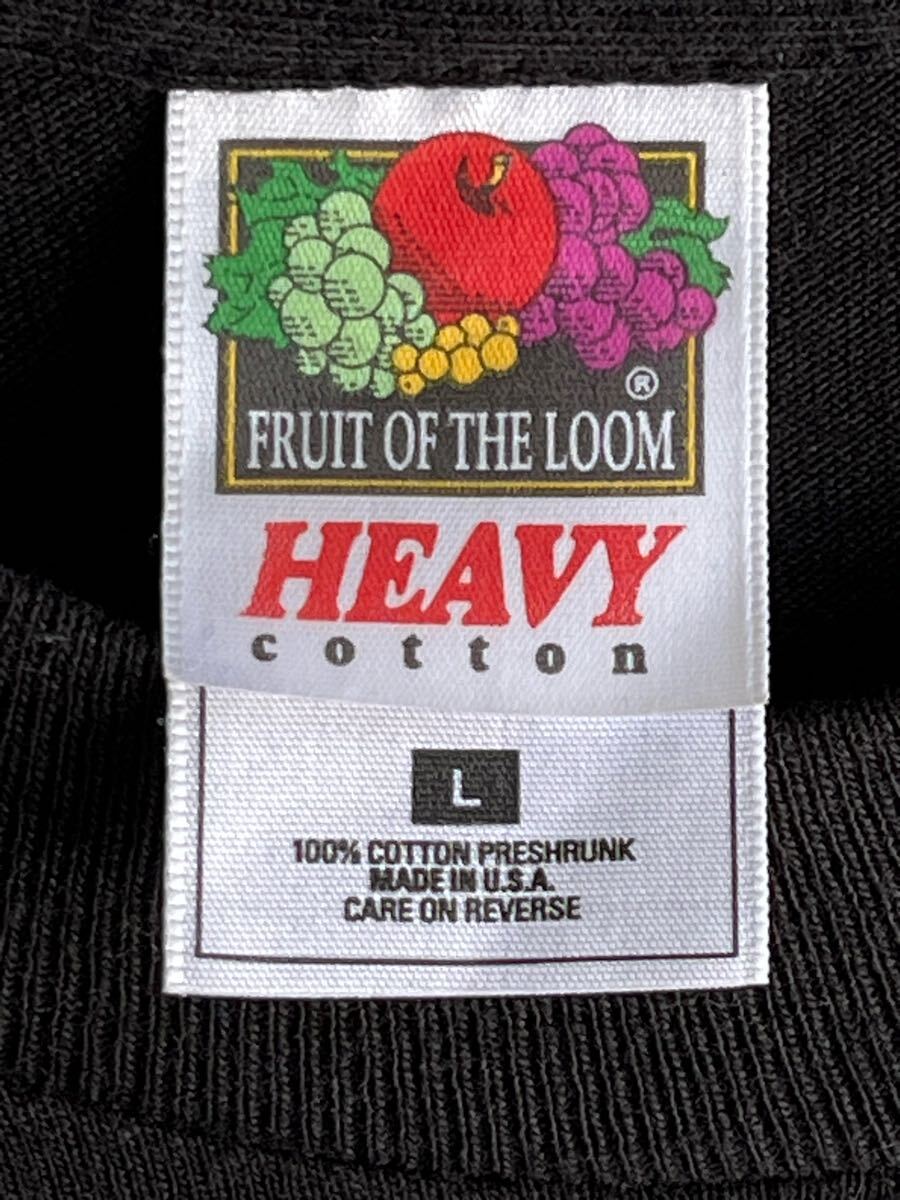 ®
FRUIT OF THE LOOM
HEAVY
cotton
L
100% COTTON PRESHRUNK
MADE IN U.S.A.
CARE ON REVERSE